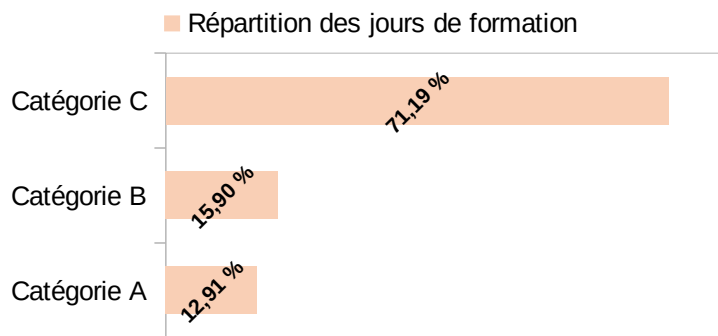 Répartition des jours de formation
Catégorie C
71,19 %
Catégorie B
15,90 %
Catégorie A
12,91 %